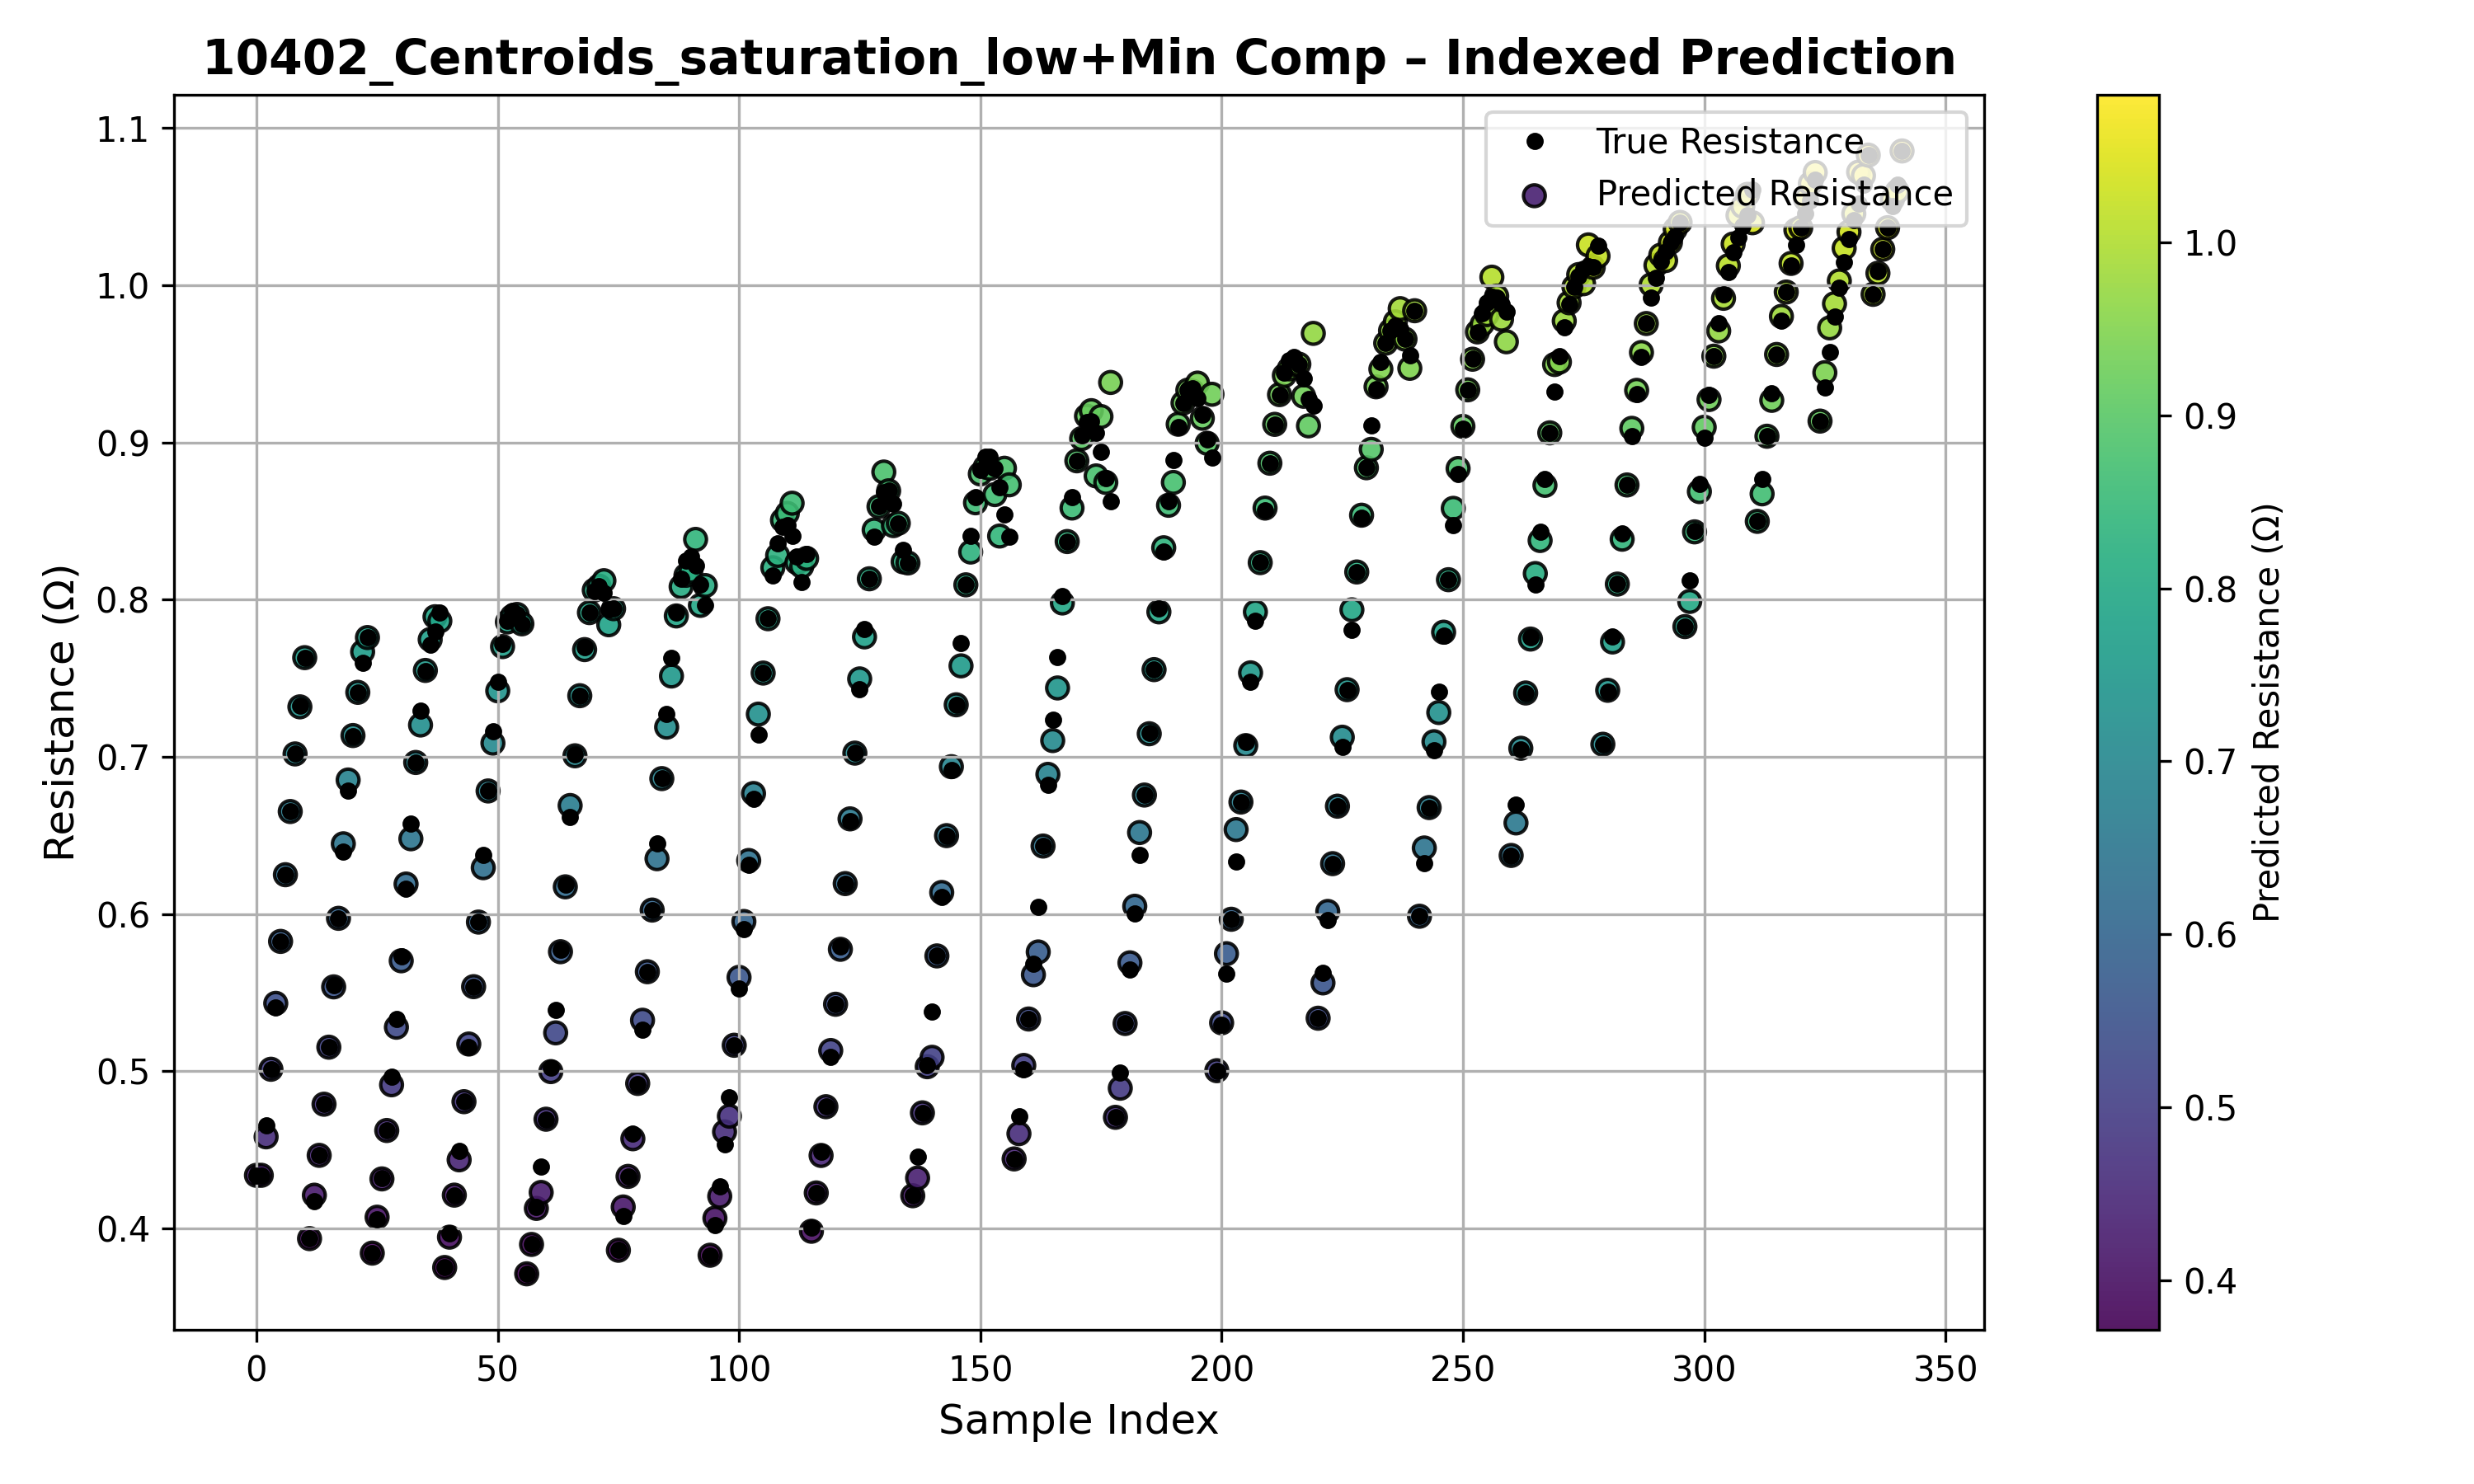 10402_Centroids_saturation_low+Min Comp – Indexed Prediction
True Resistance
Predicted Resistance
Resistance (Ω)
1.1
1.0
0.9
0.8
0.7
0.6
0.5
0.4
0 50 100 150 200 250 300 350
Sample Index
1.0
0.9
0.8
0.7
0.6
0.5
0.4
Predicted Resistance (Ω)